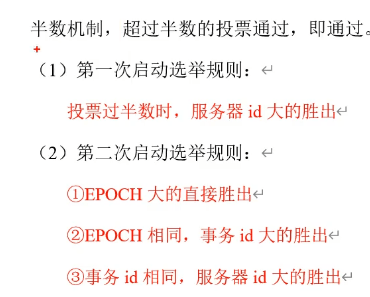 半数机制，超过半数的投票通过，即通过。
（1）第一次启动选举规则：
投票过半数时，服务器 id 大的胜出
（2）第二次启动选举规则：
①EPOCH 大的直接胜出
②EPOCH 相同，事务 id 大的胜出
③事务 id 相同，服务器 id 大的胜出